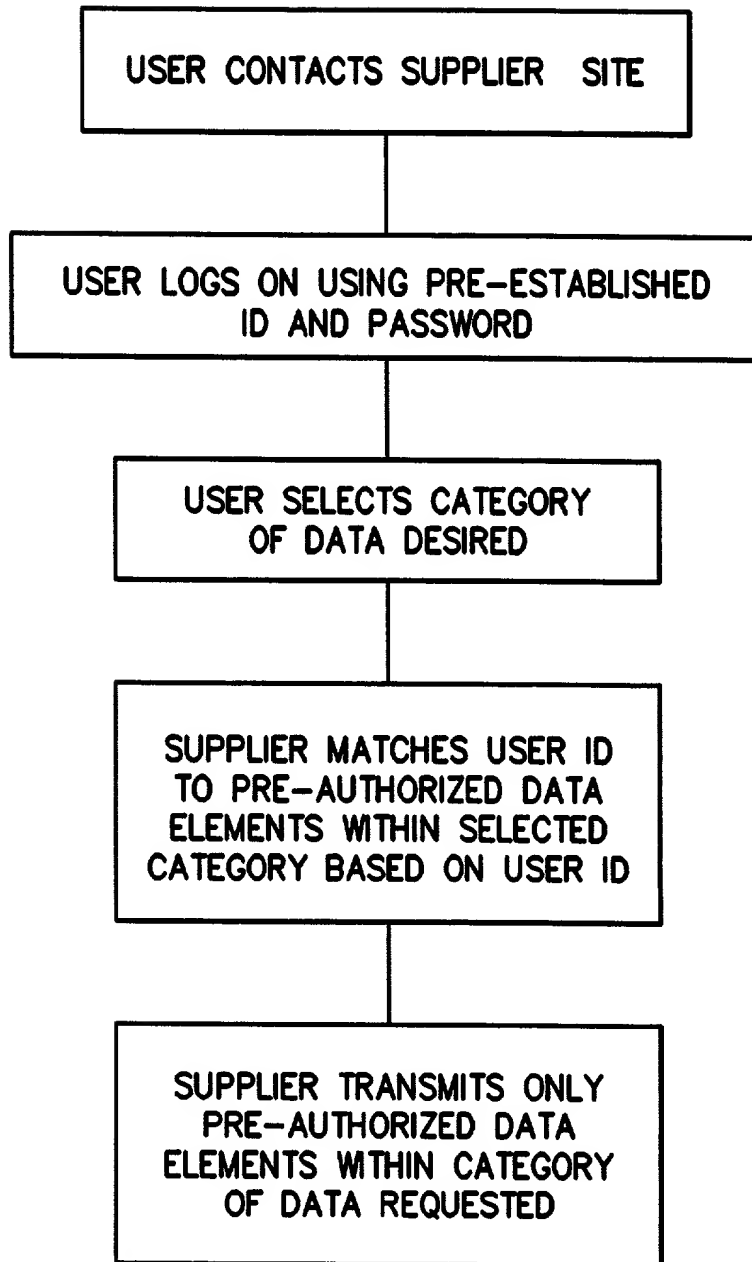 USER CONTACTS SUPPLIER SITE
USER LOGS ON USING PRE-ESTABLISHED
ID AND PASSWORD
USER SELECTS CATEGORY
OF DATA DESIRED
SUPPLIER MATCHES USER ID
TO PRE-AUTHORIZED DATA
ELEMENTS WITHIN SELECTED
CATEGORY BASED ON USER ID
SUPPLIER TRANSMITS ONLY
PRE-AUTHORIZED DATA
ELEMENTS WITHIN CATEGORY
OF DATA REQUESTED